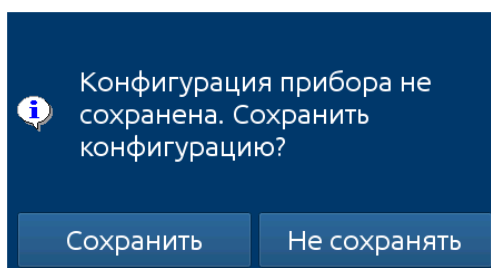 Конфигурация прибора не
сохранена. Сохранить
конфигурацию?
Сохранить
Не сохранять